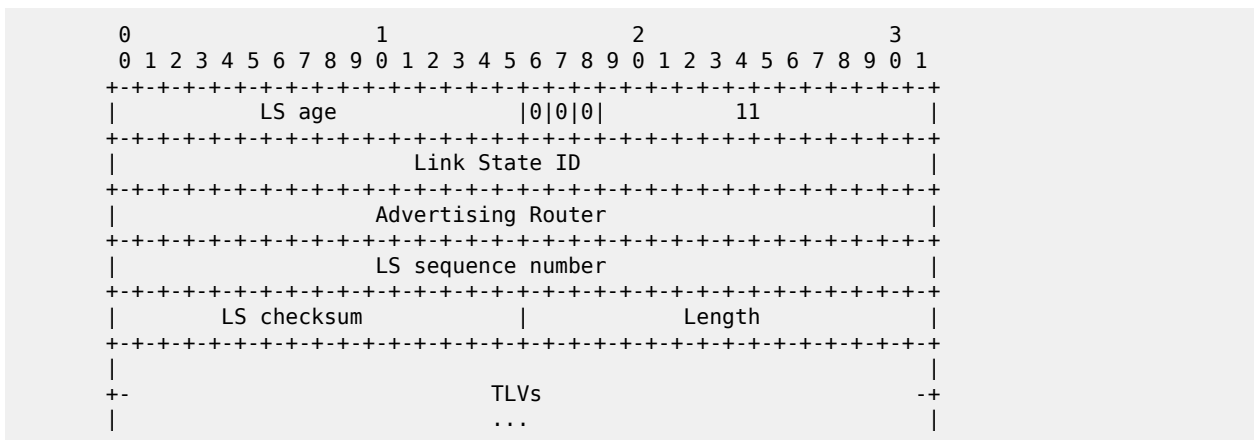 0                   1                   2                   3
0 1 2 3 4 5 6 7 8 9 0 1 2 3 4 5 6 7 8 9 0 1 2 3 4 5 6 7 8 9 0 1
+-+-+-+-+-+-+-+-+-+-+-+-+-+-+-+-+-+-+-+-+-+-+-+-+-+-+-+-+-+-+-+-+
|           LS age              |0|0|0|          11             |
+-+-+-+-+-+-+-+-+-+-+-+-+-+-+-+-+-+-+-+-+-+-+-+-+-+-+-+-+-+-+-+-+
|                       Link State ID                           |
+-+-+-+-+-+-+-+-+-+-+-+-+-+-+-+-+-+-+-+-+-+-+-+-+-+-+-+-+-+-+-+-+
|                    Advertising Router                         |
+-+-+-+-+-+-+-+-+-+-+-+-+-+-+-+-+-+-+-+-+-+-+-+-+-+-+-+-+-+-+-+-+
|                    LS sequence number                         |
+-+-+-+-+-+-+-+-+-+-+-+-+-+-+-+-+-+-+-+-+-+-+-+-+-+-+-+-+-+-+-+-+
|        LS checksum            |            Length             |
+-+-+-+-+-+-+-+-+-+-+-+-+-+-+-+-+-+-+-+-+-+-+-+-+-+-+-+-+-+-+-+-+
|                                                               |
+-                            TLVs                             -+
|                             ...                               |